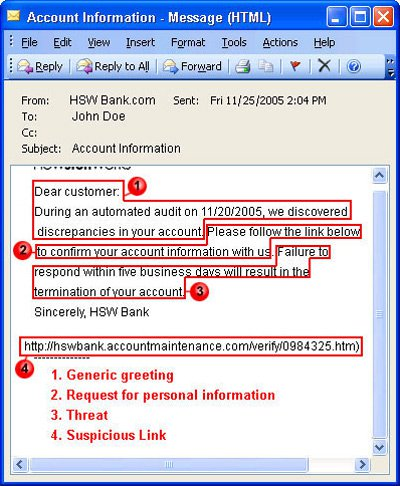 Account Information - Message (HTML)
File Edit View Insert Format Tools Actions Help
Reply Reply to All Forward
From: HSW Bank.com Sent: Fri 11/25/2005 2:04 PM
To: John Doe
Cc:
Subject: Account Information
Dear customer: 1
During an automated audit on 11/20/2005, we discovered
discrepancies in your account. Please follow the link below
2 to confirm your account information with us. Failure to
respond within five business days will result in the
termination of your account. 3
Sincerely, HSW Bank
http://hswbank.accountmaintenance.com/verify/0984325.htm)
4 --------------
1. Generic greeting
2. Request for personal information
3. Threat
4. Suspicious Link